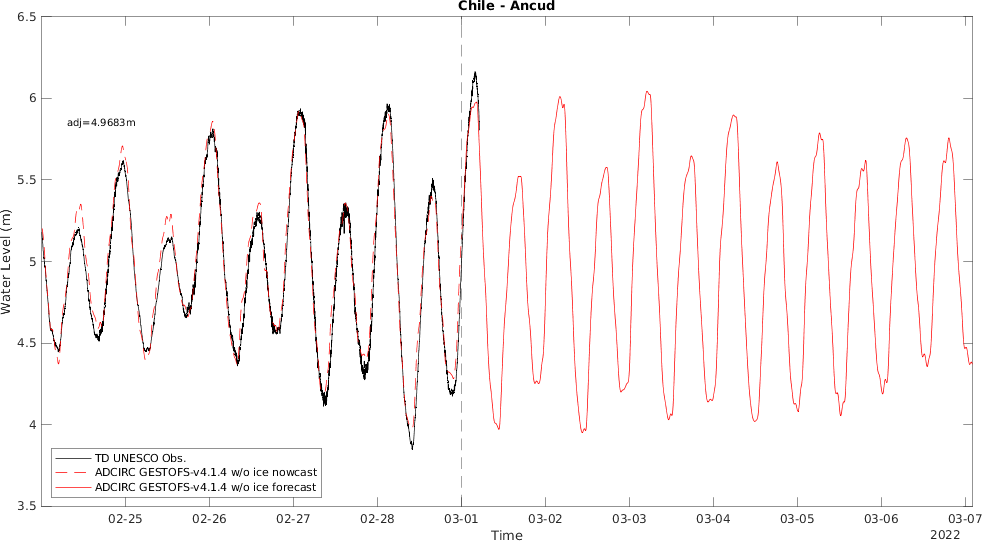 Chile - Ancud
6.5
6
5.5
5
4.5
4
3.5
Water Level (m)
adj=4.9683m
TD UNESCO Obs.
ADCIRC GESTOFS-v4.1.4 w/o ice nowcast
ADCIRC GESTOFS-v4.1.4 w/o ice forecast
02-25 02-26 02-27 02-28 03-01 03-02 03-03 03-04 03-05 03-06 03-07
Time
2022